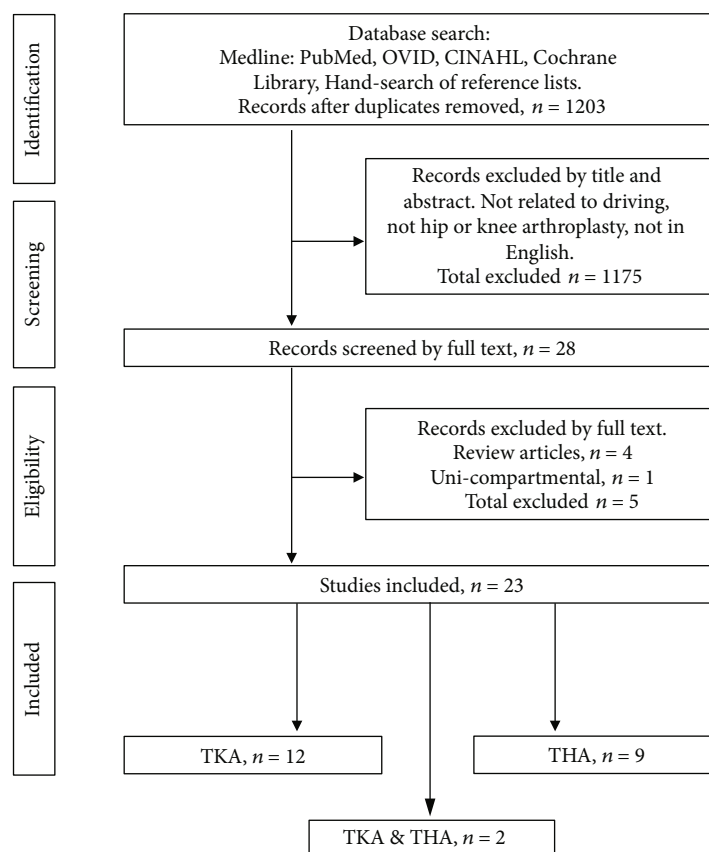 Identification
Database search:
Medline: PubMed, OVID, CINAHL, Cochrane
Library, Hand-search of reference lists.
Records after duplicates removed, n = 1203
Screening
Records excluded by title and
abstract. Not related to driving,
not hip or knee arthroplasty, not in
English.
Total excluded n = 1175
Records screened by full text, n = 28
Eligibility
Records excluded by full text.
Review articles, n = 4
Uni-compartmental, n = 1
Total excluded n = 5
Studies included, n = 23
Included
TKA, n = 12
THA, n = 9
TKA & THA, n = 2